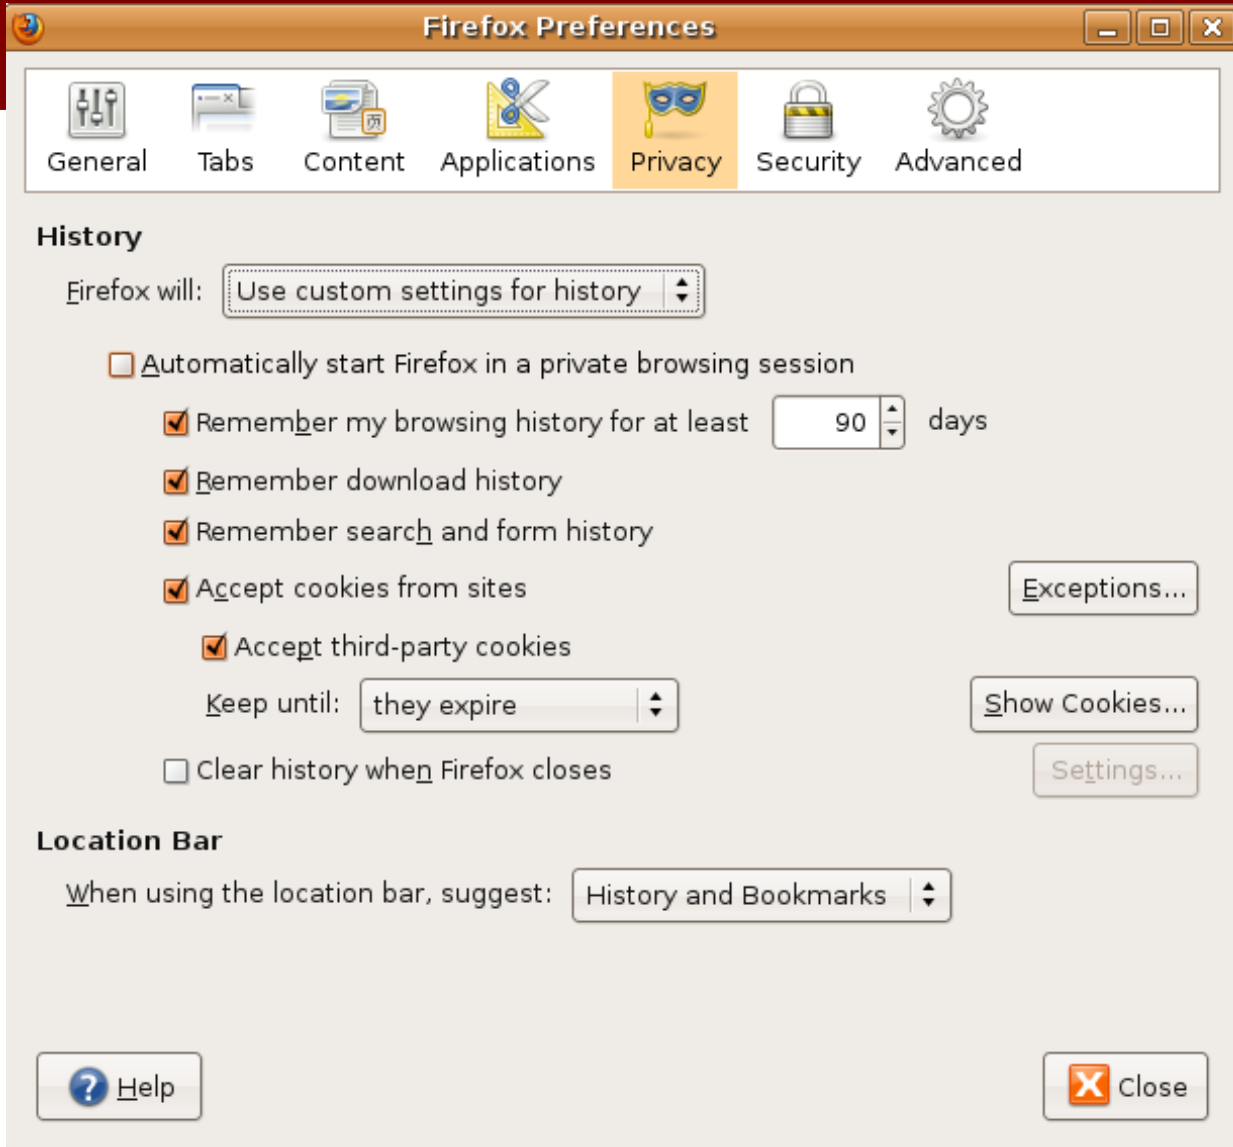 Firefox Preferences
General Tabs Content Applications Privacy Security Advanced
History
Firefox will: Use custom settings for history
Automatically start Firefox in a private browsing session
Remember my browsing history for at least 90 days
Remember download history
Remember search and form history
Accept cookies from sites Exceptions...
Accept third-party cookies
Keep until: they expire Show Cookies...
Clear history when Firefox closes Settings...
Location Bar
When using the location bar, suggest: History and Bookmarks
Help Close